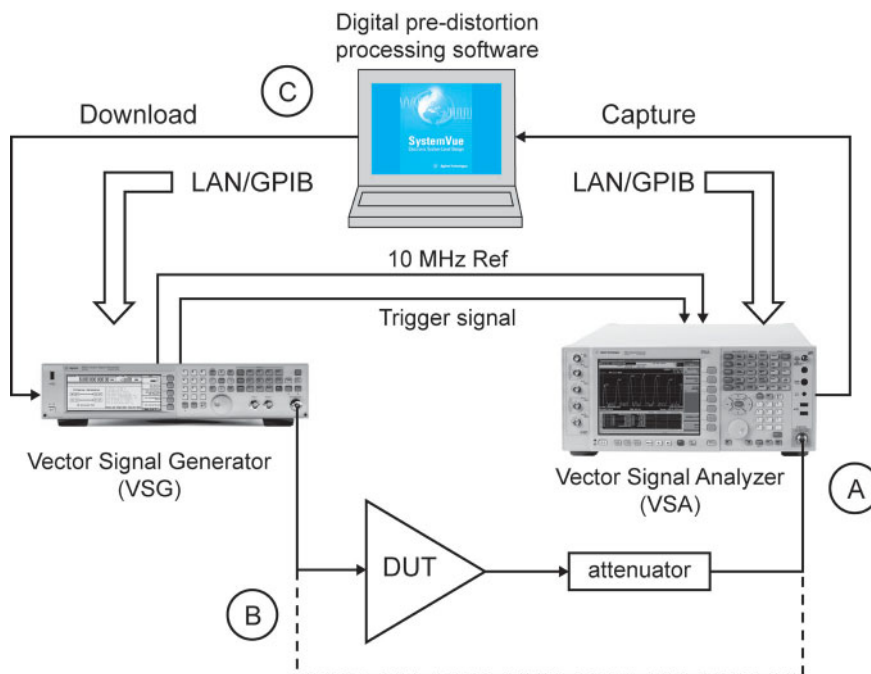 Digital pre-distortion
processing software
C
Download
Capture
SystemVue
LAN/GPIB
LAN/GPIB
10 MHz Ref
Trigger signal
Vector Signal Generator
(VSG)
Vector Signal Analyzer
(VSA)
A
DUT
attenuator
B